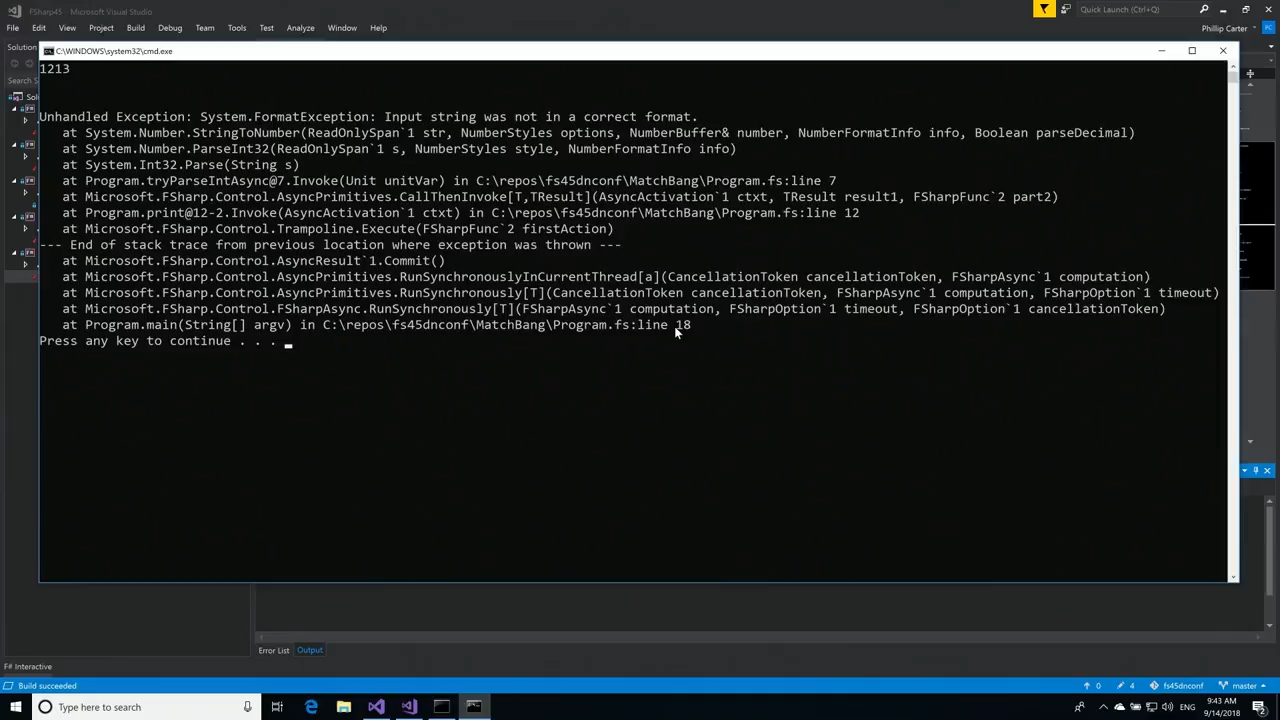 FSharp45 - Microsoft Visual Studio
Quick Launch (Ctrl+Q)
File Edit View Project Build Debug Team Tools Test Analyze Window Help
Phillip Carter PC
Solution
C:\WINDOWS\system32\cmd.exe
1213
Search S
Unhandled Exception: System.FormatException: Input string was not in a correct format.
at System.Number.StringToNumber(ReadOnlySpan`1 str, NumberStyles options, NumberBuffer& number, NumberFormatInfo info, Boolean parseDecimal)
at System.Number.ParseInt32(ReadOnlySpan`1 s, NumberStyles style, NumberFormatInfo info)
at System.Int32.Parse(String s)
at Program.tryParseIntAsync@7.Invoke(Unit unitVar) in C:\repos\fs45dnconf\MatchBang\Program.fs:line 7
at Microsoft.FSharp.Control.AsyncPrimitives.CallThenInvoke[T,TResult](AsyncActivation`1 ctxt, TResult result1, FSharpFunc`2 part2)
at Program.print@12-2.Invoke(AsyncActivation`1 ctxt) in C:\repos\fs45dnconf\MatchBang\Program.fs:line 12
at Microsoft.FSharp.Control.Trampoline.Execute(FSharpFunc`2 firstAction)
--- End of stack trace from previous location where exception was thrown ---
at Microsoft.FSharp.Control.AsyncResult`1.Commit()
at Microsoft.FSharp.Control.AsyncPrimitives.RunSynchronouslyInCurrentThread[a](CancellationToken cancellationToken, FSharpAsync`1 computation)
at Microsoft.FSharp.Control.AsyncPrimitives.RunSynchronously[T](CancellationToken cancellationToken, FSharpAsync`1 computation, FSharpOption`1 timeout)
at Microsoft.FSharp.Control.FSharpAsync.RunSynchronously[T](FSharpAsync`1 computation, FSharpOption`1 timeout, FSharpOption`1 cancellationToken)
at Program.main(String[] argv) in C:\repos\fs45dnconf\MatchBang\Program.fs:line 18
Press any key to continue . . .
Error List Output
F# Interactive
Build succeeded
0 4 fs45dnconf master
Type here to search
ENG
9:43 AM
9/14/2018
2